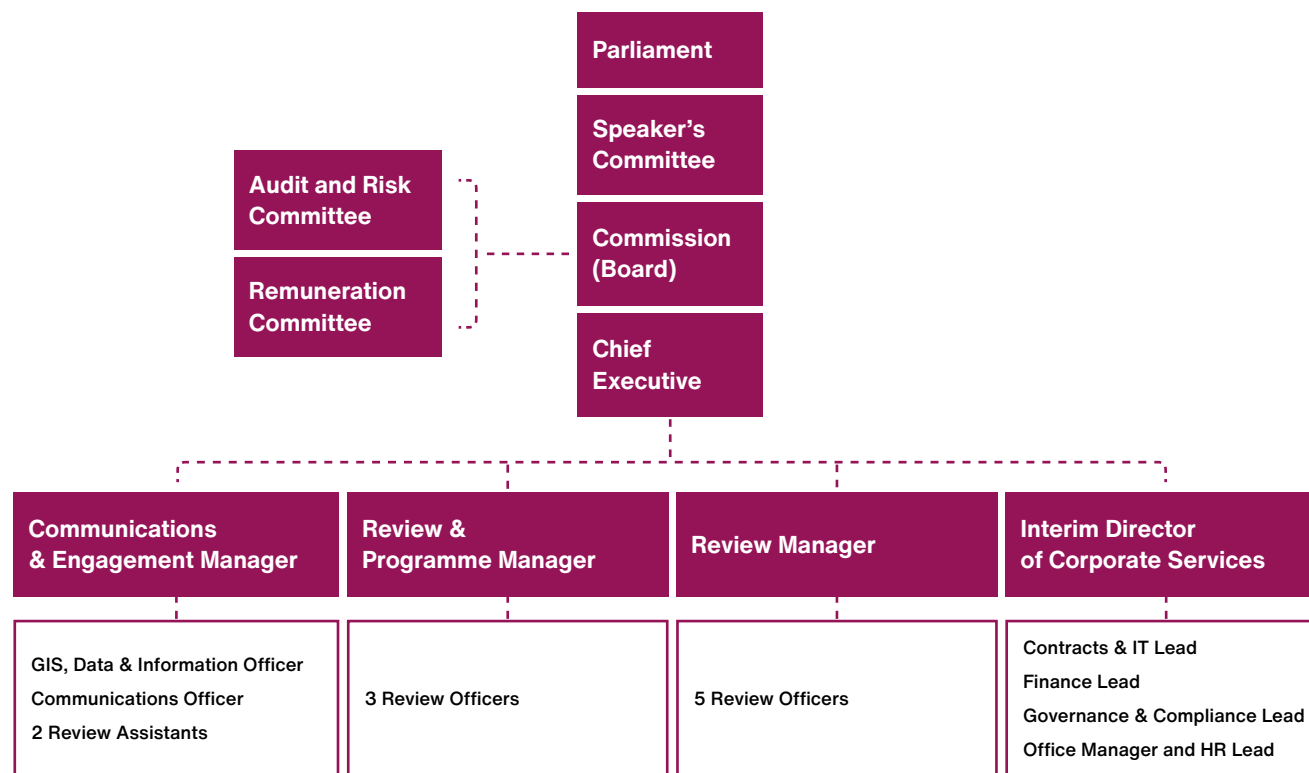 Parliament
Speaker’s
Committee
Audit and Risk
Committee
Commission
(Board)
Remuneration
Committee
Chief
Executive
Communications
& Engagement Manager
Review &
Programme Manager
Review Manager
Interim Director
of Corporate Services
GIS, Data & Information Officer
Communications Officer
2 Review Assistants
3 Review Officers
5 Review Officers
Contracts & IT Lead
Finance Lead
Governance & Compliance Lead
Office Manager and HR Lead